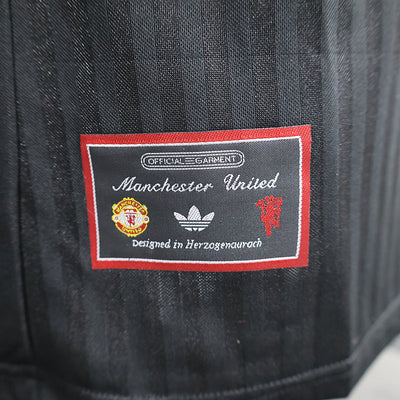 OFFICIAL GARMENT
Manchester United
Designed in Herzogenaurach